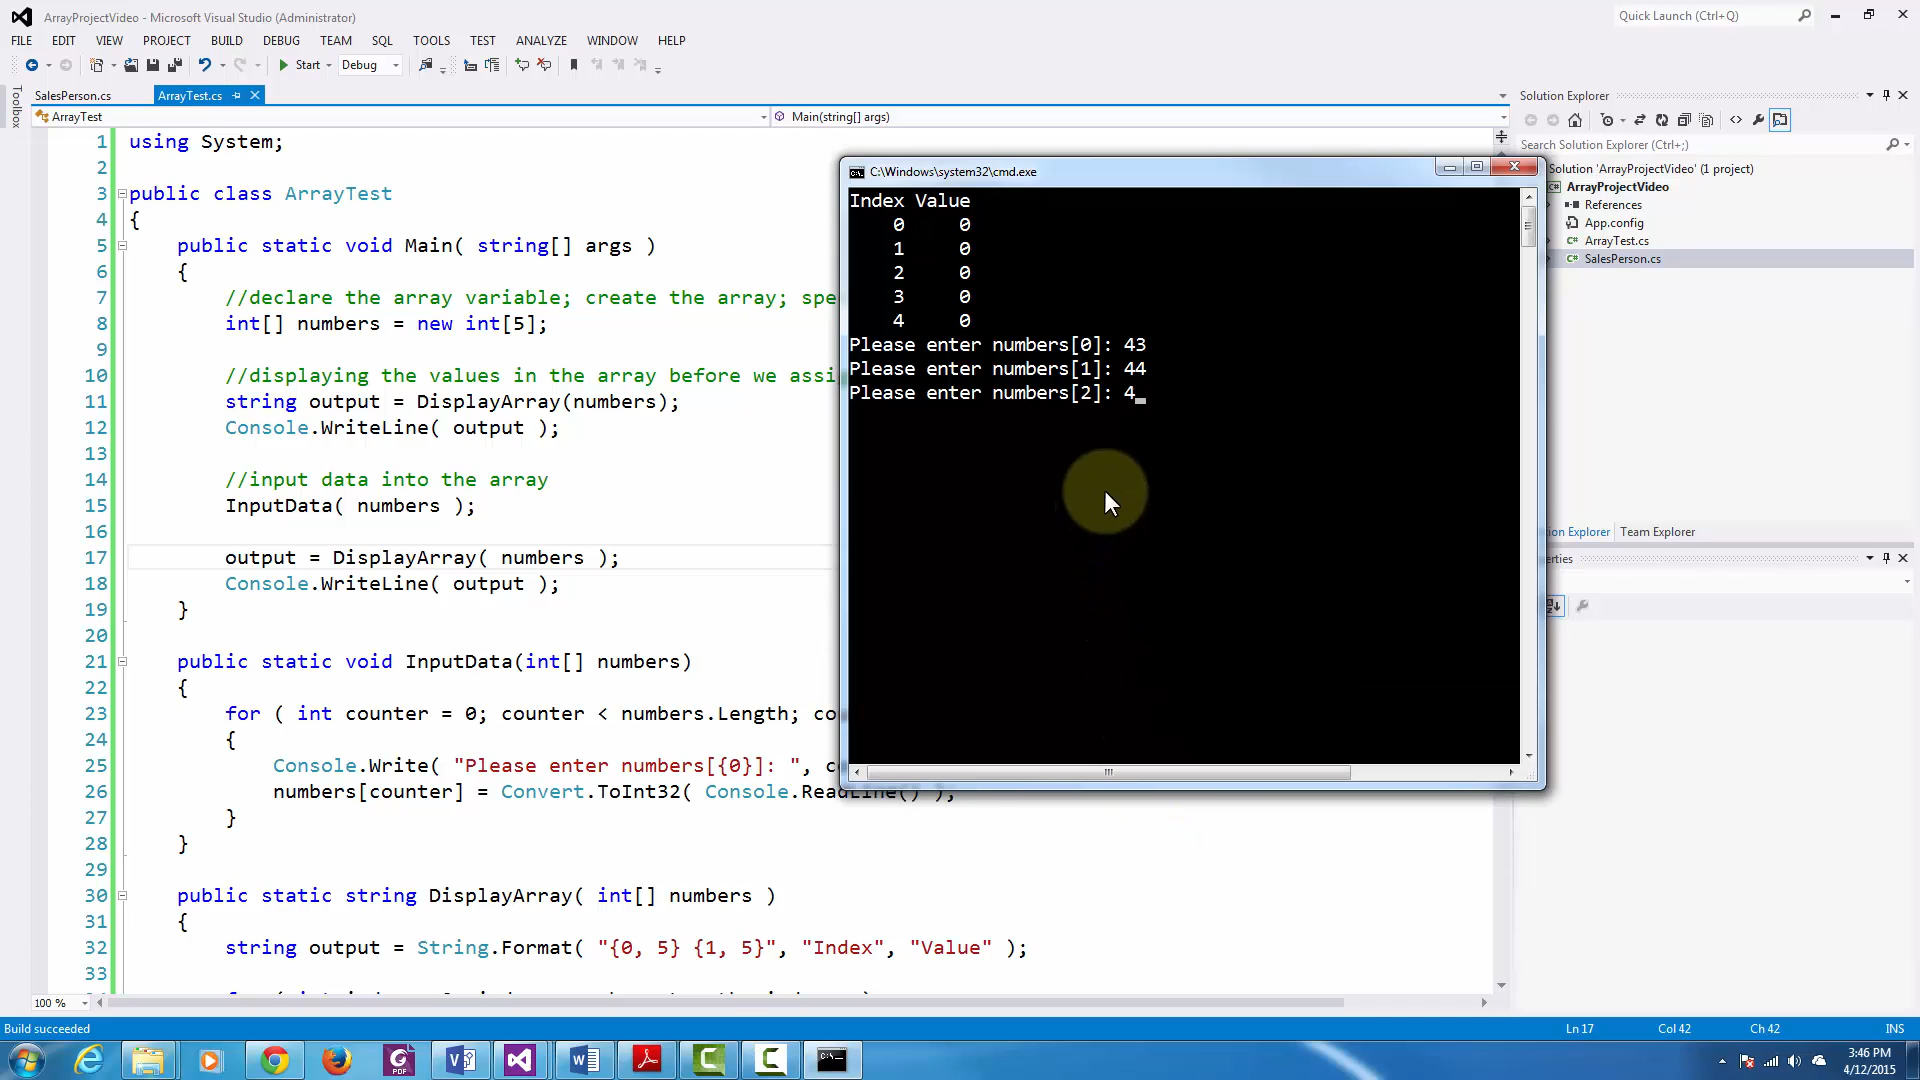 ArrayProjectVideo - Microsoft Visual Studio (Administrator)
Quick Launch (Ctrl+Q)
FILE EDIT VIEW PROJECT BUILD DEBUG TEAM SQL TOOLS TEST ANALYZE WINDOW HELP
Start Debug
Toolbox
SalesPerson.cs ArrayTest.cs
ArrayTest Main(string[] args)
1 using System;
2
3 public class ArrayTest
4 {
5 public static void Main( string[] args )
6 {
7 //declare the array variable; create the array; spe
8 int[] numbers = new int[5];
9
10 //displaying the values in the array before we assi
11 string output = DisplayArray(numbers);
12 Console.WriteLine( output );
13
14 //input data into the array
15 InputData( numbers );
16
17 output = DisplayArray( numbers );
18 Console.WriteLine( output );
19 }
20
21 public static void InputData(int[] numbers)
22 {
23 for ( int counter = 0; counter < numbers.Length; co
24 {
25 Console.Write( "Please enter numbers[{0}]: ", co
26 numbers[counter] = Convert.ToInt32( Console.ReadLine() );
27 }
28 }
29
30 public static string DisplayArray( int[] numbers )
31 {
32 string output = String.Format( "{0, 5} {1, 5}", "Index", "Value" );
33
100 %
C:\Windows\system32\cmd.exe
Index Value
0 0
1 0
2 0
3 0
4 0
Please enter numbers[0]: 43
Please enter numbers[1]: 44
Please enter numbers[2]: 4_
Solution Explorer
Search Solution Explorer (Ctrl+;)
Solution 'ArrayProjectVideo' (1 project)
ArrayProjectVideo
References
App.config
ArrayTest.cs
SalesPerson.cs
ion Explorer Team Explorer
erties
Build succeeded Ln 17 Col 42 Ch 42 INS
PDF
3:46 PM
4/12/2015